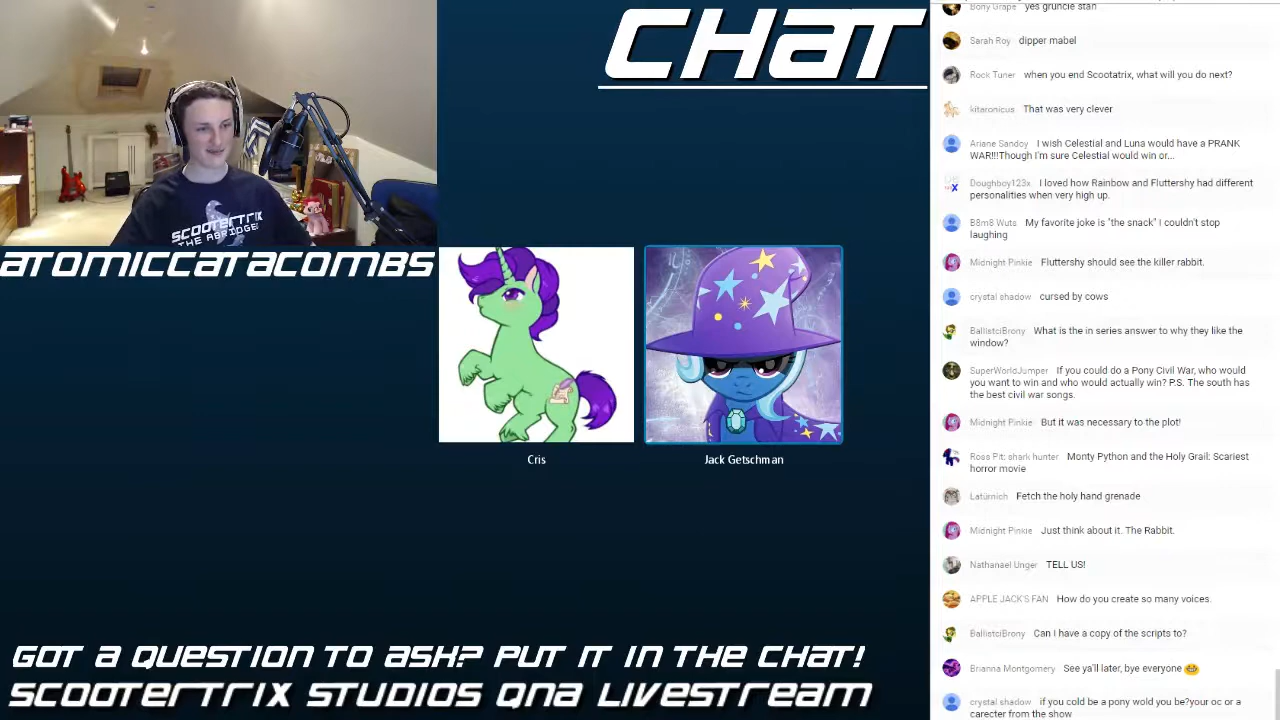 CHAT
SCOOTERTRIX
THE ABRIDGE
ATOMICCATACOMBS
Cris
Jack Getschman
GOT A QUESTION TO ASK? PUT IT IN THE CHAT!
SCOOTERTRIX STUDIOS QNA LIVESTREAM
Bony Grape yes gruncle stan
Sarah Roy dipper mabel
Rock Tuner when you end Scootatrix, what will you do next?
kitaronicus That was very clever
Ariane Sandoy I wish Celestial and Luna would have a PRANK
WAR!!!Though I'm sure Celestial would win or...
Doughboy123x I loved how Rainbow and Fluttershy had different
personalities when very high up.
B8m8 Wuts My favorite joke is "the snack" I couldn't stop
laughing
Midnight Pinkie Fluttershy should see the killer rabbit.
crystal shadow cursed by cows
BallistciBrony What is the in series answer to why they like the
window?
SuperWorldJumper If you could do a Pony Civil War, who would
you want to win and who would actually win? P.S. The south has
the best civil war songs.
Midnight Pinkie But it was necessary to the plot!
Ross Pit: shark hunter Monty Python and the Holy Grail: Scariest
horror movie
Latürnich Fetch the holy hand grenade
Midnight Pinkie Just think about it. The Rabbit.
Nathanael Unger TELL US!
APPLE JACK'S FAN How do you create so many voices.
BallistciBrony Can I have a copy of the scripts to?
Brianna Montgomery See ya'll later, bye everyone
crystal shadow if you cold be a pony wold you be?your oc or a
carecter from the show